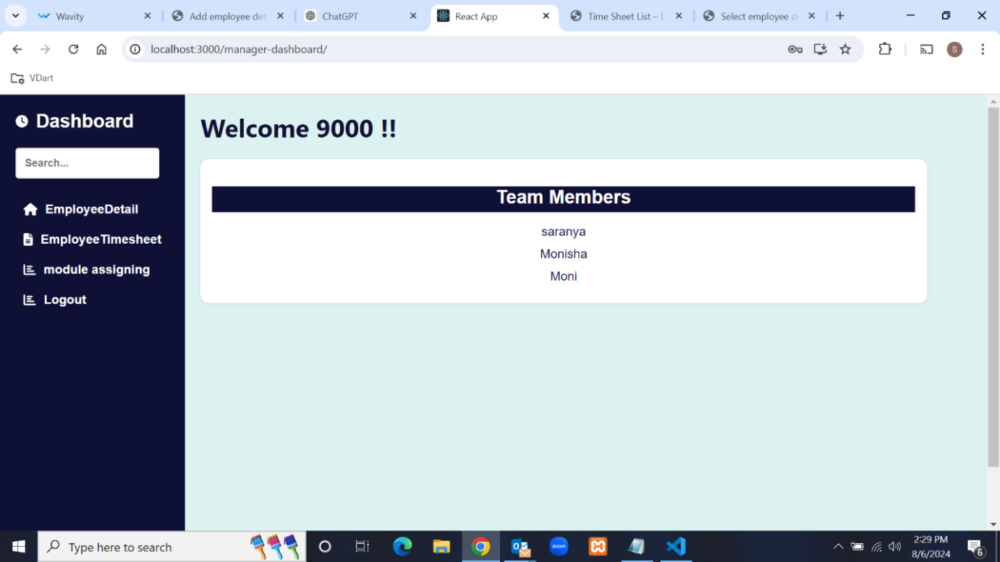 Wavity
Add employee det
ChatGPT
React App
Time Sheet List – D
Select employee d
localhost:3000/manager-dashboard/
S
VDart
Dashboard
Welcome 9000 !!
Search...
Team Members
EmployeeDetail
saranya
EmployeeTimesheet
Monisha
module assigning
Moni
Logout
Type here to search
zoom
2:29 PM
8/6/2024
6